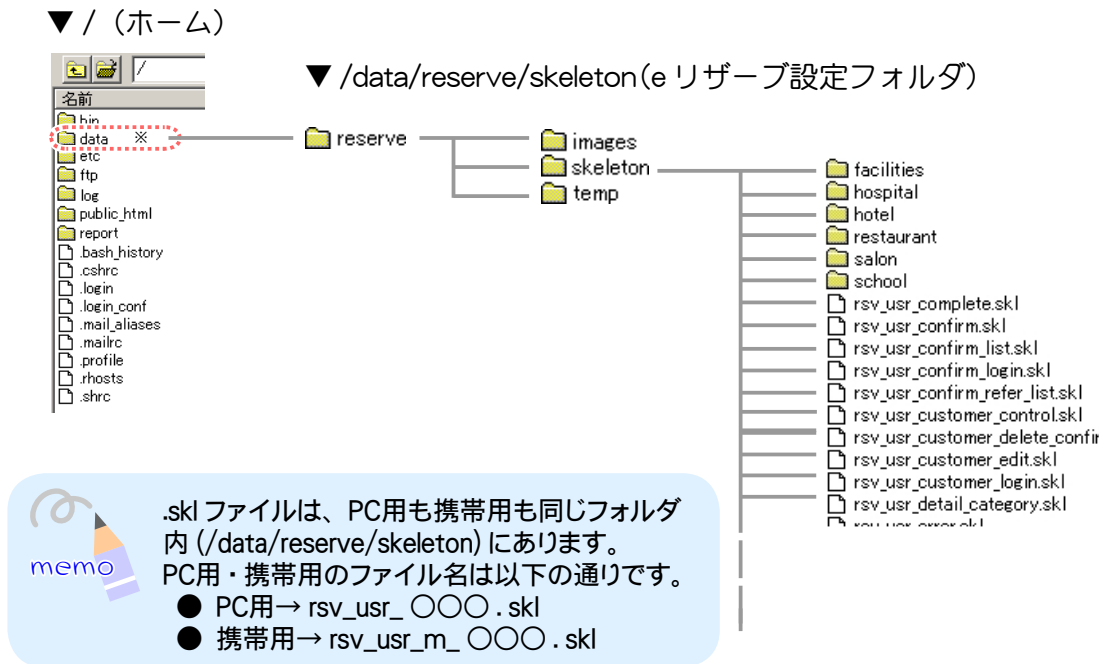 ▼ /（ホーム）
/
名前
bin
data ※
etc
ftp
log
public_html
report
.bash_history
.cshrc
.login
.login_conf
.mail_aliases
.mailrc
.profile
.rhosts
.shrc
▼ /data/reserve/skeleton(e リザーブ設定フォルダ)
reserve
images
skeleton
temp
facilities
hospital
hotel
restaurant
salon
school
rsv_usr_complete.skl
rsv_usr_confirm.skl
rsv_usr_confirm_list.skl
rsv_usr_confirm_login.skl
rsv_usr_confirm_refer_list.skl
rsv_usr_customer_control.skl
rsv_usr_customer_delete_confir
rsv_usr_customer_edit.skl
rsv_usr_customer_login.skl
rsv_usr_detail_category.skl
rsv_usr_error.skl
memo
.skl ファイルは、PC用も携帯用も同じフォルダ
内 (/data/reserve/skeleton) にあります。
PC用・携帯用のファイル名は以下の通りです。
● PC用→ rsv_usr_ ○○○ . skl
● 携帯用→ rsv_usr_m_ ○○○ . skl